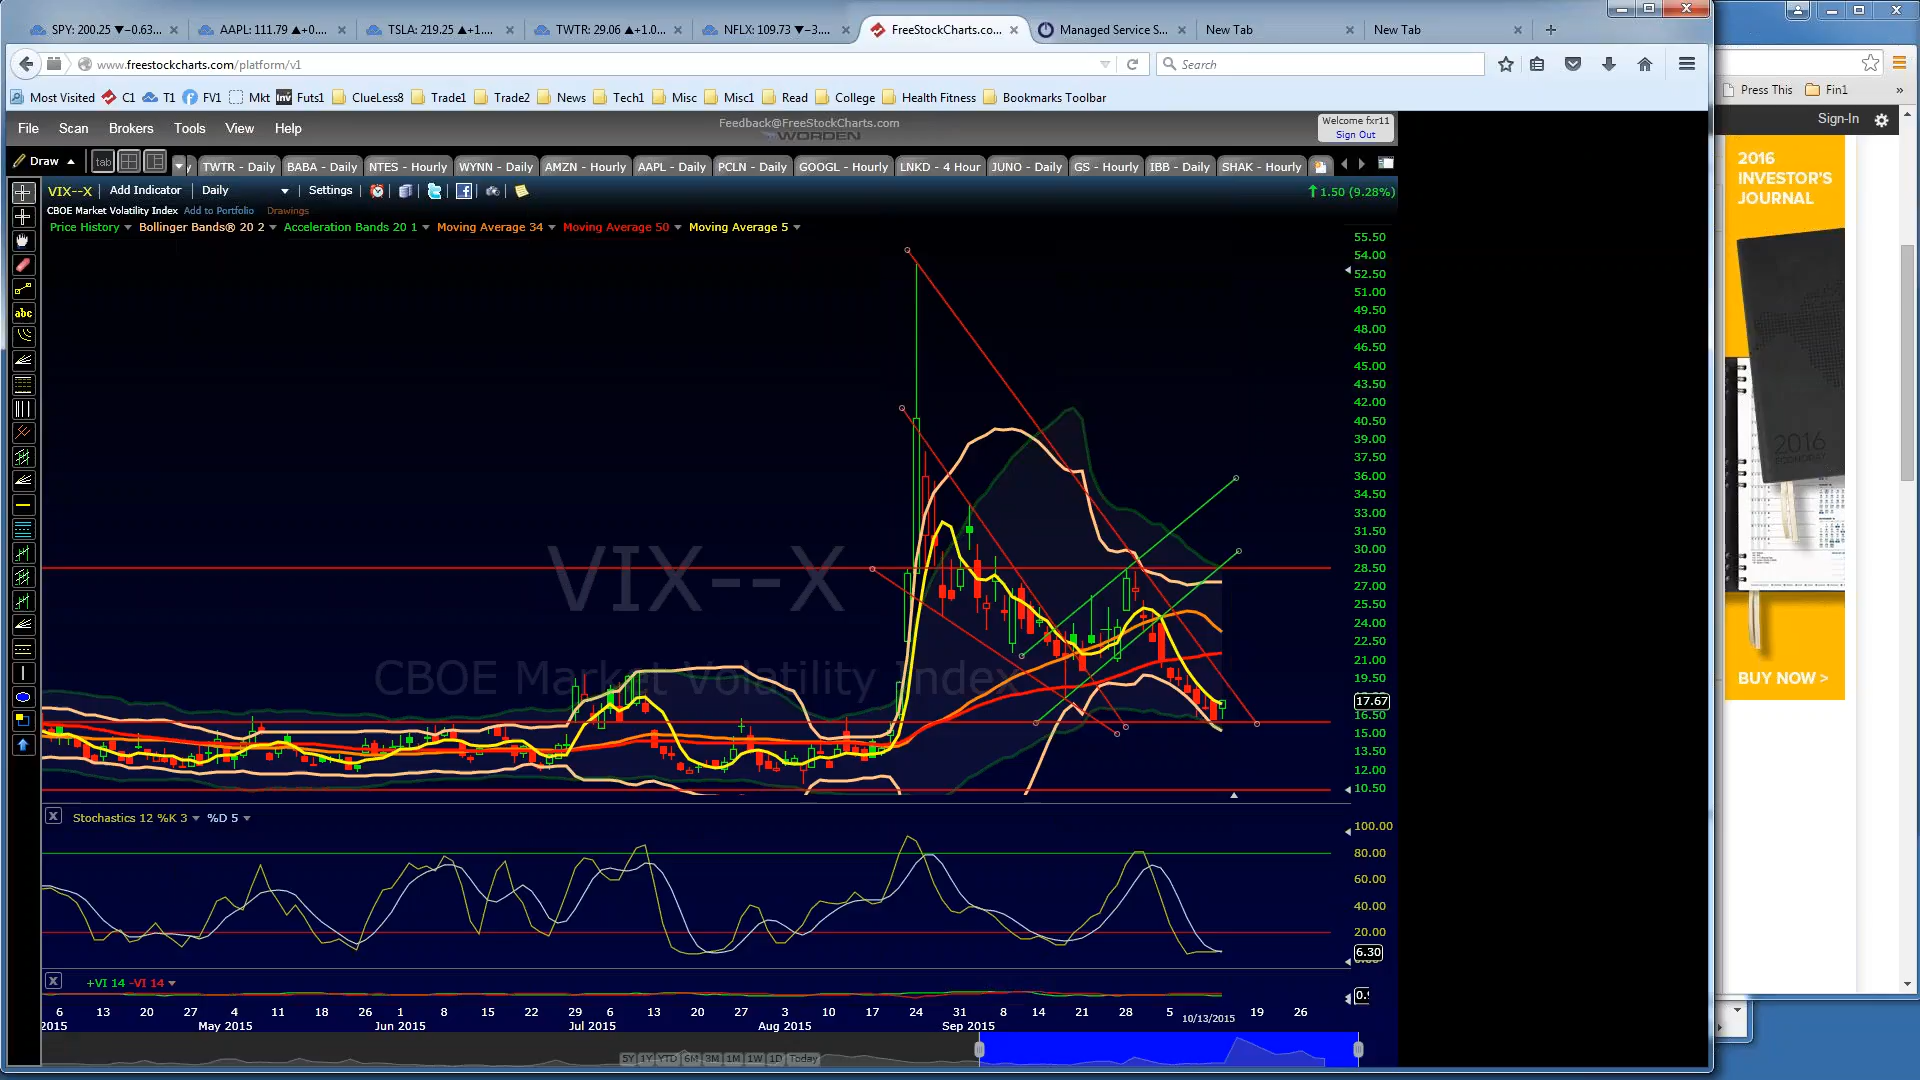 SPY: 200.25 ▼−0.63...
AAPL: 111.79 ▲+0....
TSLA: 219.25 ▲+1....
TWTR: 29.06 ▲+1.0...
NFLX: 109.73 ▼−3....
FreeStockCharts.co...
Managed Service S...
New Tab
New Tab
www.freestockcharts.com/platform/v1
Search
Most Visited C1 T1 FV1 Mkt Inv Futs1 ClueLess8 Trade1 Trade2 News Tech1 Misc Misc1 Read College Health Fitness Bookmarks Toolbar
Press This Fin1
File Scan Brokers Tools View Help
Feedback@FreeStockCharts.com
WORDEN
Welcome fxr11
Sign Out
Sign-In
Draw tab
TWTR - Daily BABA - Daily NTES - Hourly WYNN - Daily AMZN - Hourly AAPL - Daily PCLN - Daily GOOGL - Hourly LNKD - 4 Hour JUNO - Daily GS - Hourly IBB - Daily SHAK - Hourly
VIX--X Add Indicator Daily Settings
1.50 (9.28%)
CBOE Market Volatility Index Add to Portfolio Drawings
Price History Bollinger Bands® 20 2 Acceleration Bands 20 1 Moving Average 34 Moving Average 50 Moving Average 5
abc
VIX--X
CBOE Market Volatility Index
55.50
54.00
52.50
51.00
49.50
48.00
46.50
45.00
43.50
42.00
40.50
39.00
37.50
36.00
34.50
33.00
31.50
30.00
28.50
27.00
25.50
24.00
22.50
21.00
19.50
17.67
16.50
15.00
13.50
12.00
10.50
X Stochastics 12 %K 3 %D 5
100.00
80.00
60.00
40.00
20.00
6.30
X +VI 14 -VI 14
6 13 20 27 4 11 18 26 1 8 15 22 29 6 13 20 27 3 10 17 24 31 8 14 21 28 5 10/13/2015 19 26
2015 May 2015 Jun 2015 Jul 2015 Aug 2015 Sep 2015
5Y 1Y YTD 6M 3M 1M 1W 1D Today
2016
INVESTOR'S
JOURNAL
2016
ECONODAY
BUY NOW >